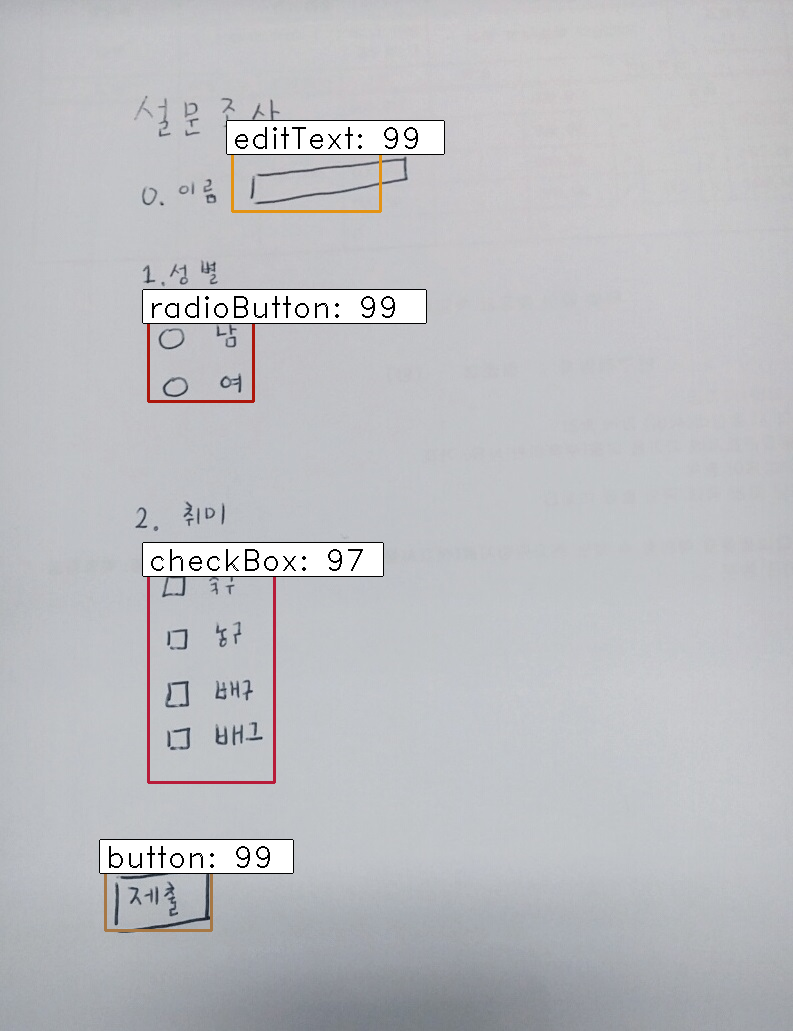 설문조사
editText: 99
0. 이름
1. 성별
radioButton: 99
남
여
2. 취미
checkBox: 97
축구
농구
배구
배그
button: 99
제출